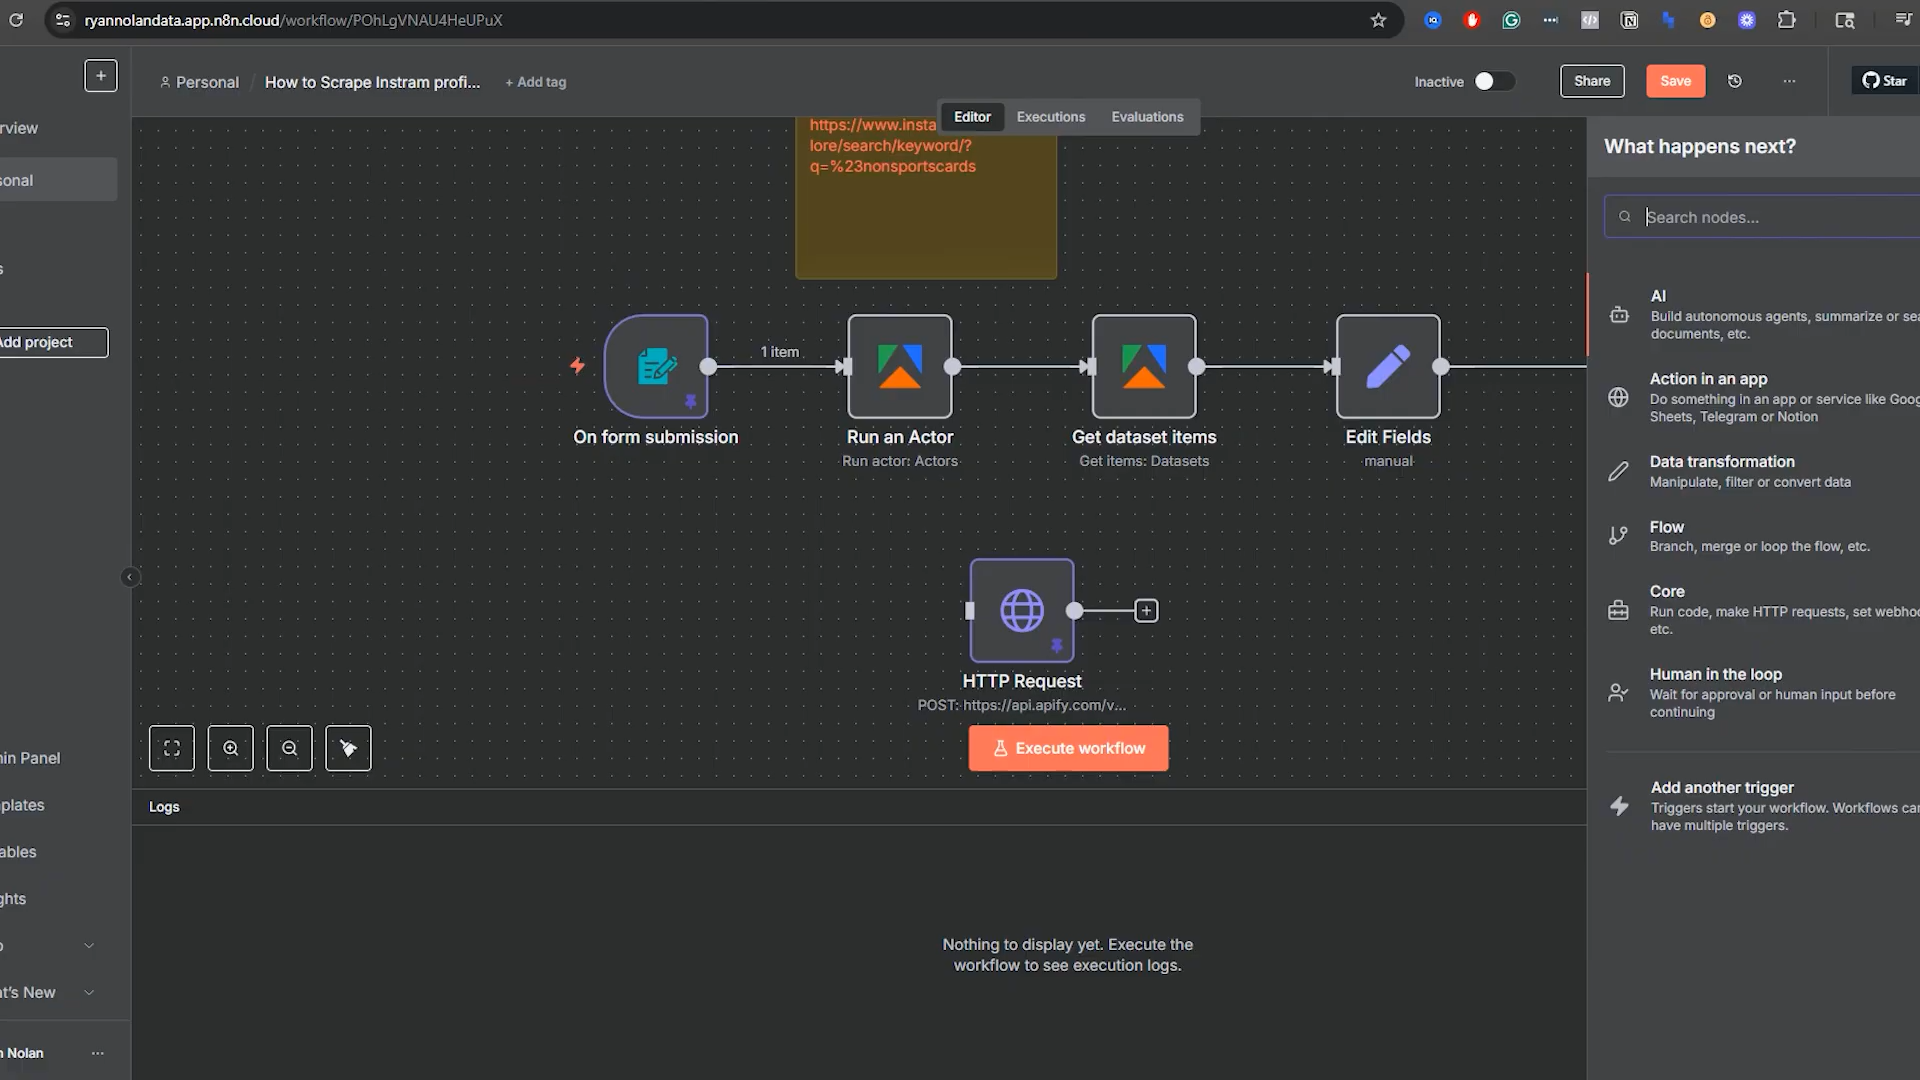 ryannolandata.app.n8n.cloud/workflow/POhLgVNAU4HeUPuX
Personal / How to Scrape Instram profi... + Add tag
Inactive
Share
Save
...
Star
Editor
Executions
Evaluations
rview
sonal
s
Add project
in Panel
plates
ables
ghts
p
at's New
n Nolan
...
https://www.insta
lore/search/keyword/?
q=%23nonsportscards
1 item
On form submission
Run an Actor
Run actor: Actors
Get dataset items
Get items: Datasets
Edit Fields
manual
HTTP Request
POST: https://api.apify.com/v...
Execute workflow
Logs
Nothing to display yet. Execute the
workflow to see execution logs.
What happens next?
Search nodes...
AI
Build autonomous agents, summarize or sea
documents, etc.
Action in an app
Do something in an app or service like Goog
Sheets, Telegram or Notion
Data transformation
Manipulate, filter or convert data
Flow
Branch, merge or loop the flow, etc.
Core
Run code, make HTTP requests, set webhoo
etc.
Human in the loop
Wait for approval or human input before
continuing
Add another trigger
Triggers start your workflow. Workflows can
have multiple triggers.